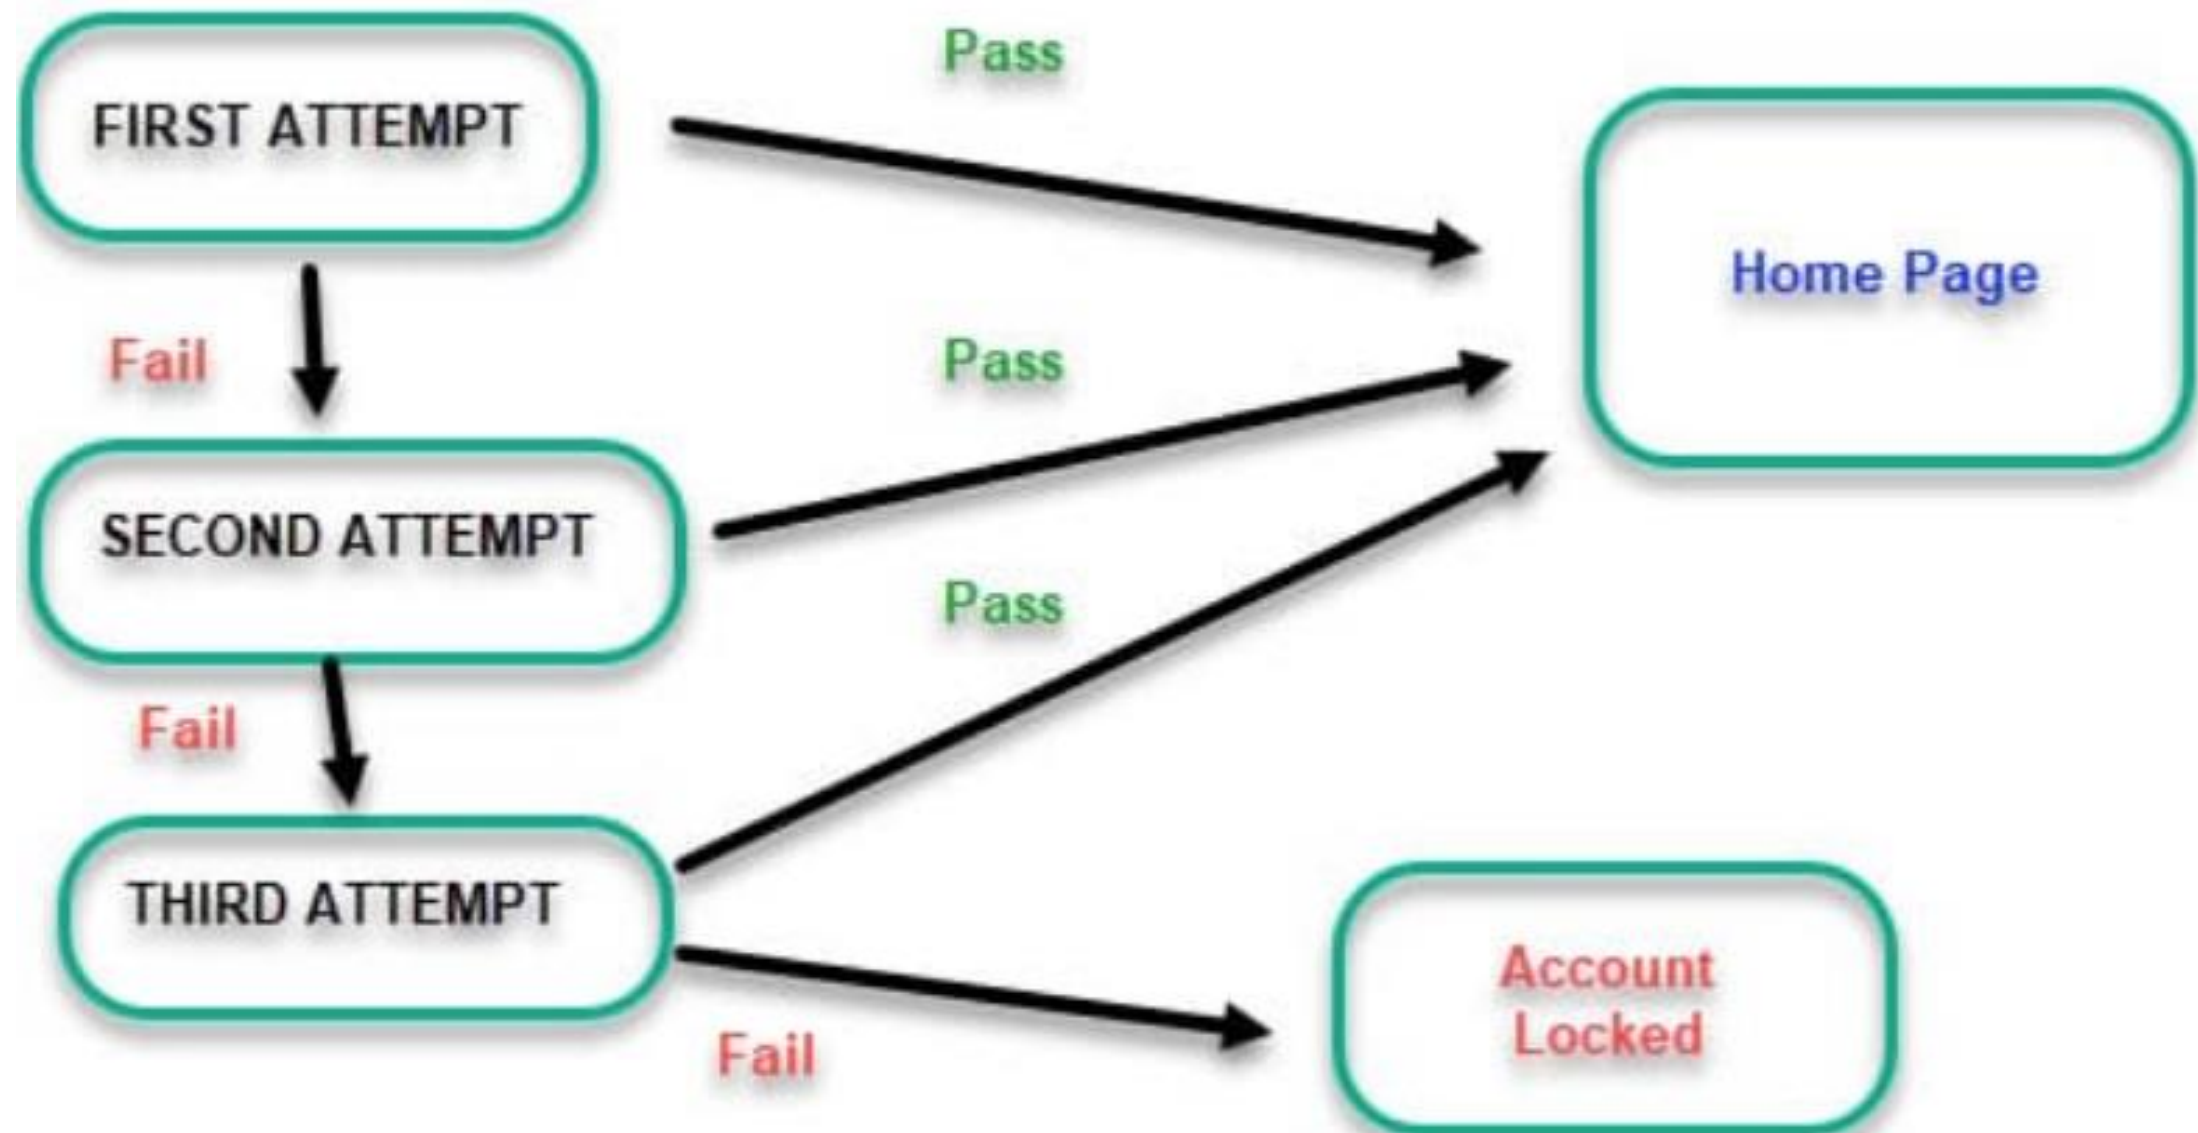 FIRST ATTEMPT
Pass
Home Page
Fail
Pass
SECOND ATTEMPT
Pass
Fail
THIRD ATTEMPT
Account
Locked
Fail